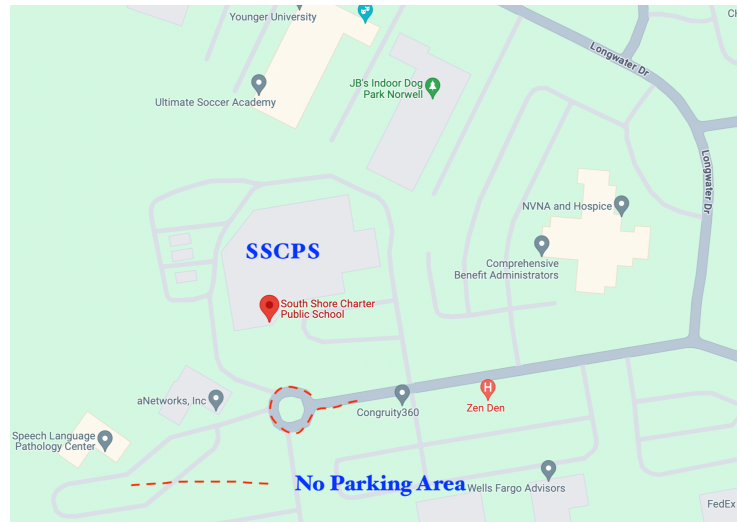 Younger University
Longwater Dr
Ch
JB's Indoor Dog
Park Norwell
Ultimate Soccer Academy
Longwater Dr
NVNA and Hospice
SSCPS
Comprehensive
Benefit Administrators
South Shore Charter
Public School
aNetworks, Inc
H
Zen Den
Congruity360
Speech Language
Pathology Center
No Parking Area
Wells Fargo Advisors
FedEx